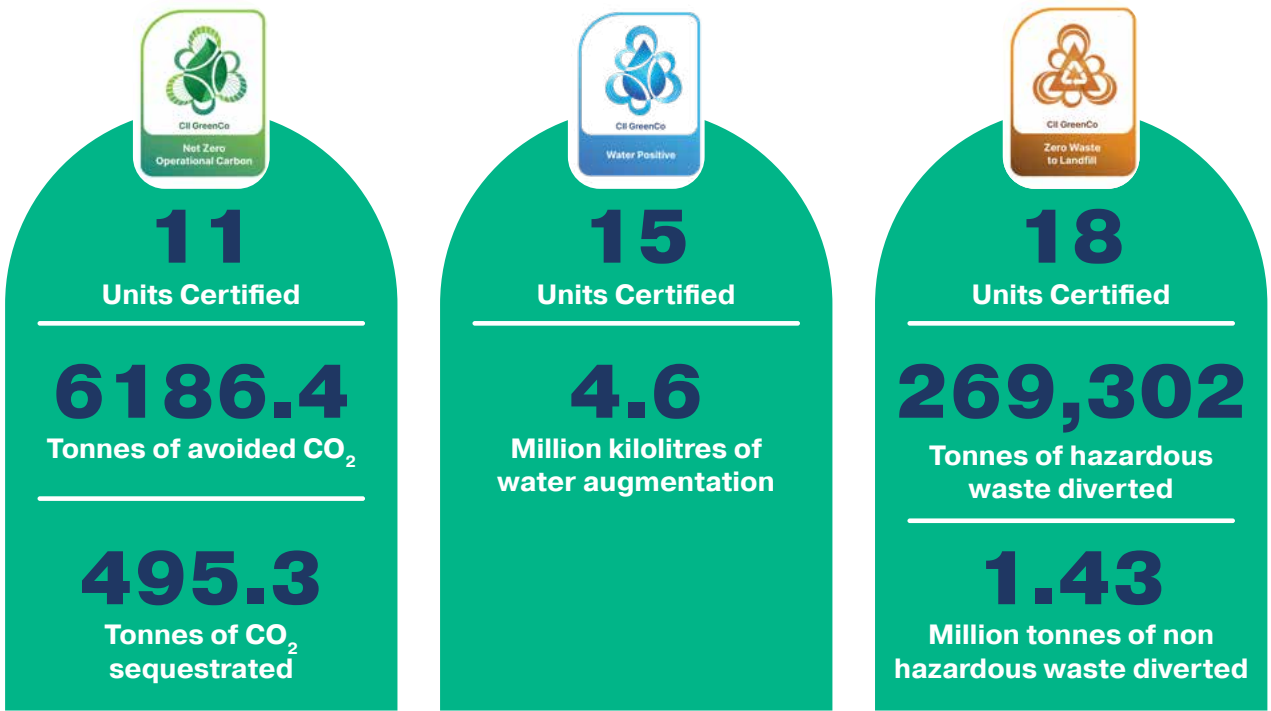 CII GreenCo
Net Zero
Operational Carbon
11
Units Certified
6186.4
Tonnes of avoided CO₂
495.3
Tonnes of CO₂
sequestrated
CII GreenCo
Water Positive
15
Units Certified
4.6
Million kilolitres of
water augmentation
CII GreenCo
Zero Waste
to Landfill
18
Units Certified
269,302
Tonnes of hazardous
waste diverted
1.43
Million tonnes of non
hazardous waste diverted